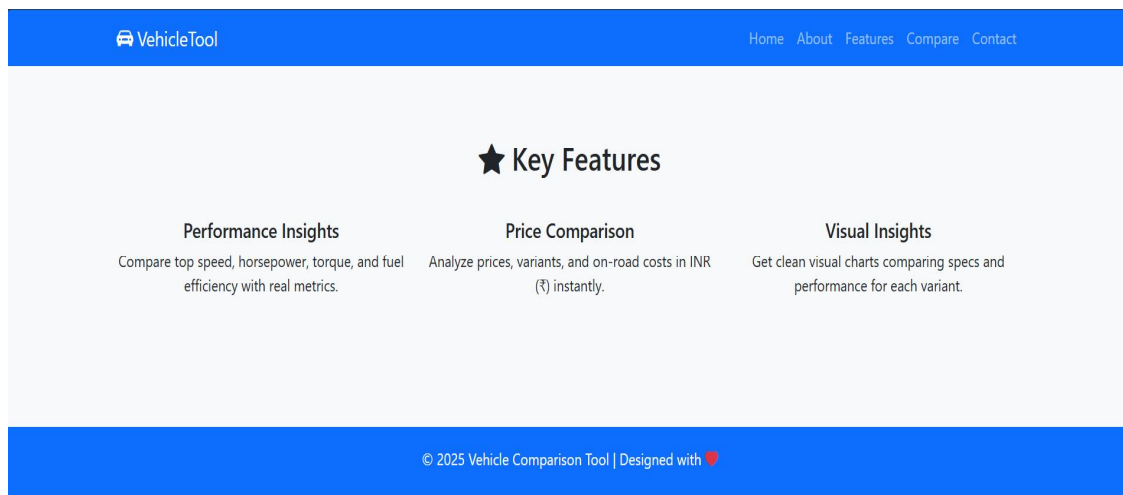 VehicleTool
Home About Features Compare Contact
Key Features
Performance Insights
Compare top speed, horsepower, torque, and fuel
efficiency with real metrics.
Price Comparison
Analyze prices, variants, and on-road costs in INR
(₹) instantly.
Visual Insights
Get clean visual charts comparing specs and
performance for each variant.
© 2025 Vehicle Comparison Tool | Designed with ❤